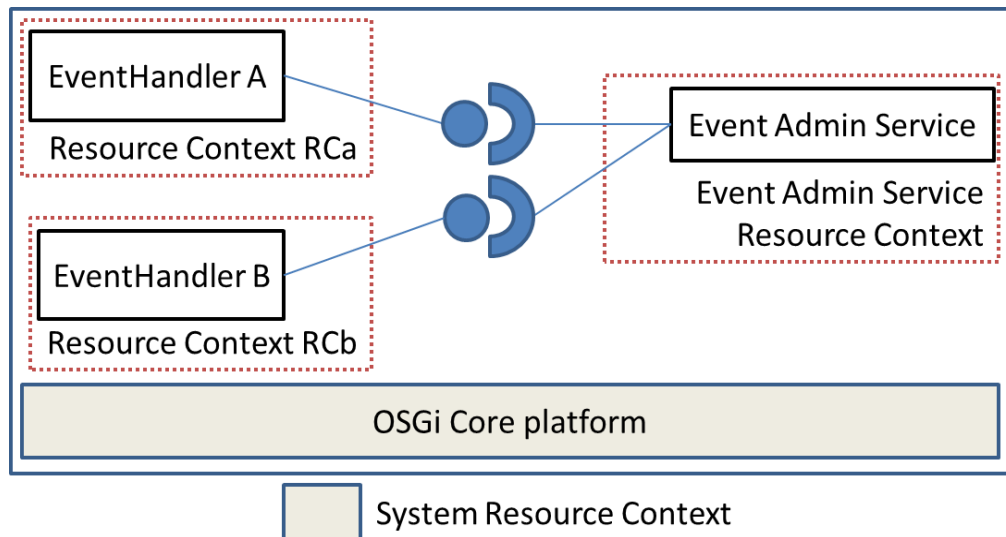 EventHandler A
Resource Context RCa
Event Admin Service
Event Admin Service
Resource Context
EventHandler B
Resource Context RCb
OSGi Core platform
System Resource Context